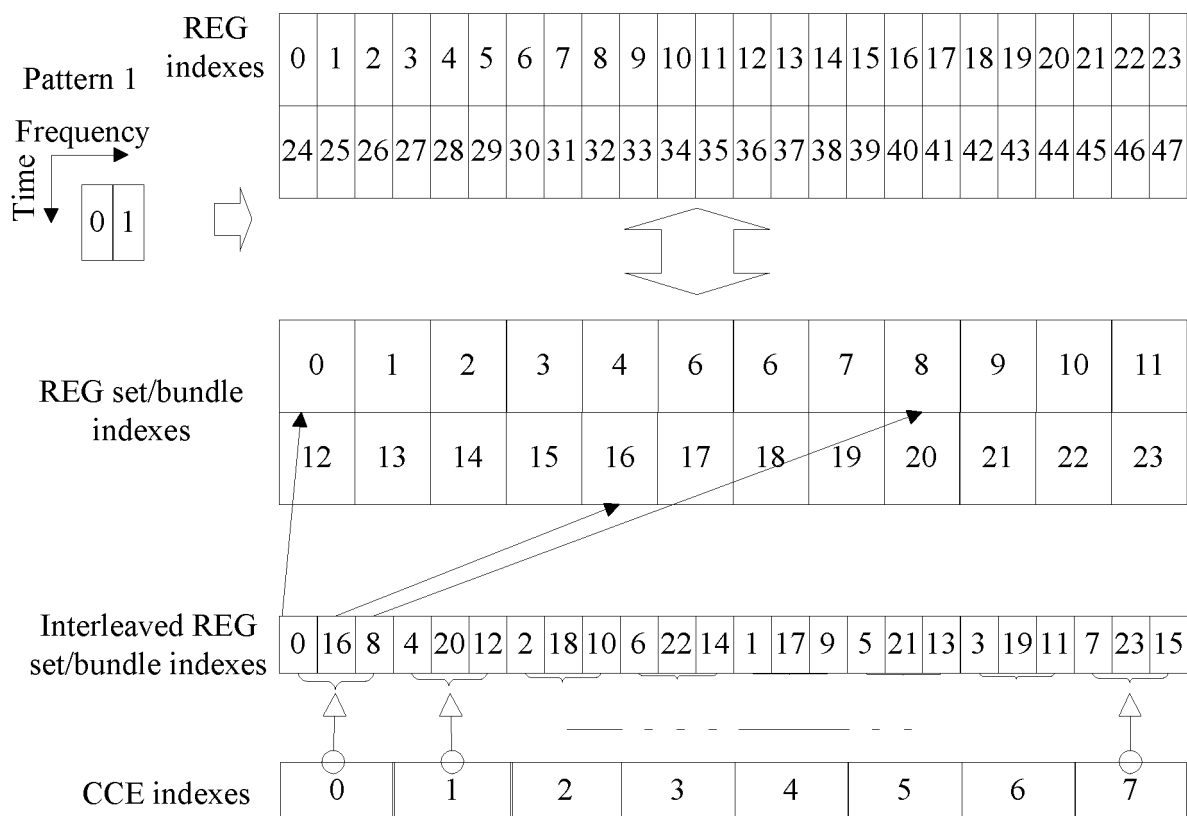 REG indexes
0 1 2 3 4 5 6 7 8 9 10 11 12 13 14 15 16 17 18 19 20 21 22 23
Pattern 1
Frequency
Time
24 25 26 27 28 29 30 31 32 33 34 35 36 37 38 39 40 41 42 43 44 45 46 47
0 1
REG set/bundle
indexes
0 1 2 3 4 6 6 7 8 9 10 11
12 13 14 15 16 17 18 19 20 21 22 23
Interleaved REG
set/bundle indexes
0 16 8 4 20 12 2 18 10 6 22 14 1 17 9 5 21 13 3 19 11 7 23 15
CCE indexes
0 1 2 3 4 5 6 7